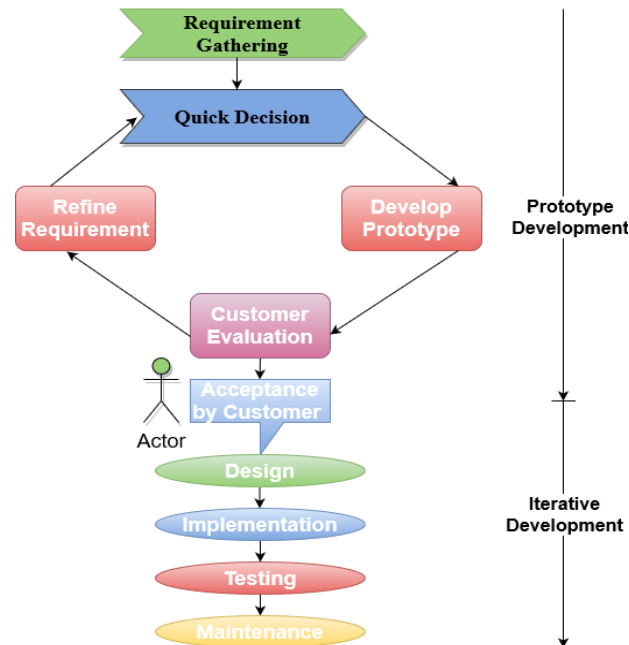 Requirement
Gathering
Quick Decision
Refine
Requirement
Develop
Prototype
Prototype
Development
Customer
Evaluation
Acceptance
by Customer
Actor
Design
Iterative
Development
Implementation
Testing
Maintenance